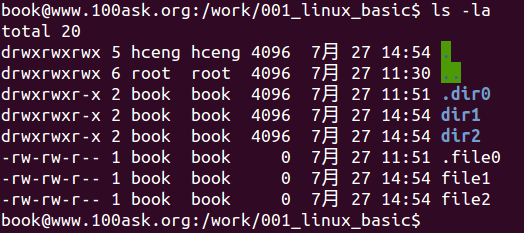 book@www.100ask.org:/work/001_linux_basic$ ls -la
total 20
drwxrwxrwx 5 hceng hceng 4096  7月 27 14:54 .
drwxrwxrwx 6 root  root  4096  7月 27 11:30 ..
drwxrwxr-x 2 book  book  4096  7月 27 11:51 .dir0
drwxrwxr-x 2 book  book  4096  7月 27 14:54 dir1
drwxrwxr-x 2 book  book  4096  7月 27 14:54 dir2
-rw-rw-r-- 1 book  book     0  7月 27 11:51 .file0
-rw-rw-r-- 1 book  book     0  7月 27 14:54 file1
-rw-rw-r-- 1 book  book     0  7月 27 14:54 file2
book@www.100ask.org:/work/001_linux_basic$